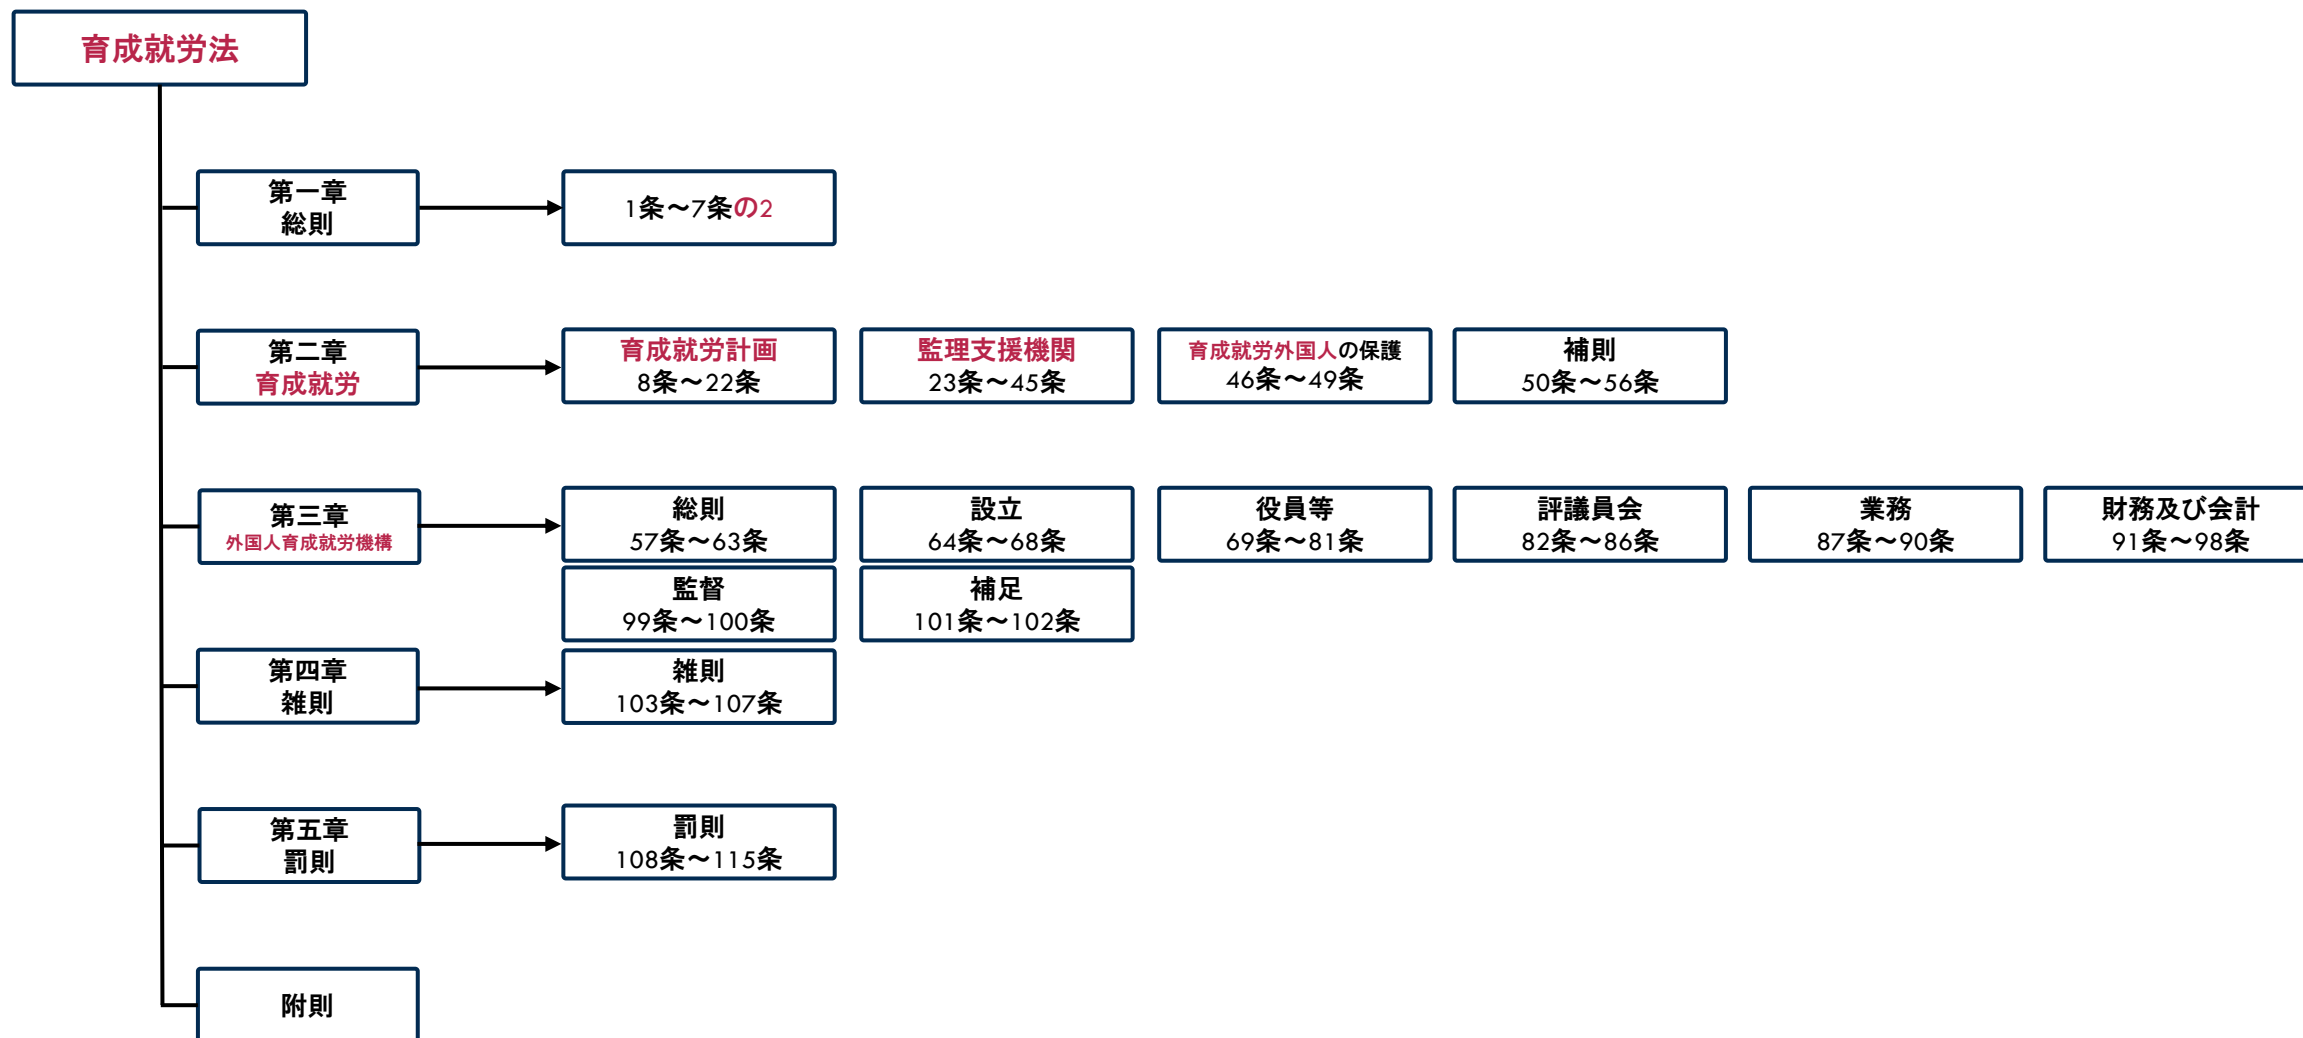 育成就労法
第一章
総則
1条～7条の2
第二章
育成就労
育成就労計画
8条～22条
監理支援機関
23条～45条
育成就労外国人の保護
46条～49条
補則
50条～56条
第三章
外国人育成就労機構
総則
57条～63条
設立
64条～68条
役員等
69条～81条
評議員会
82条～86条
業務
87条～90条
財務及び会計
91条～98条
監督
99条～100条
補足
101条～102条
第四章
雑則
雑則
103条～107条
第五章
罰則
罰則
108条～115条
附則